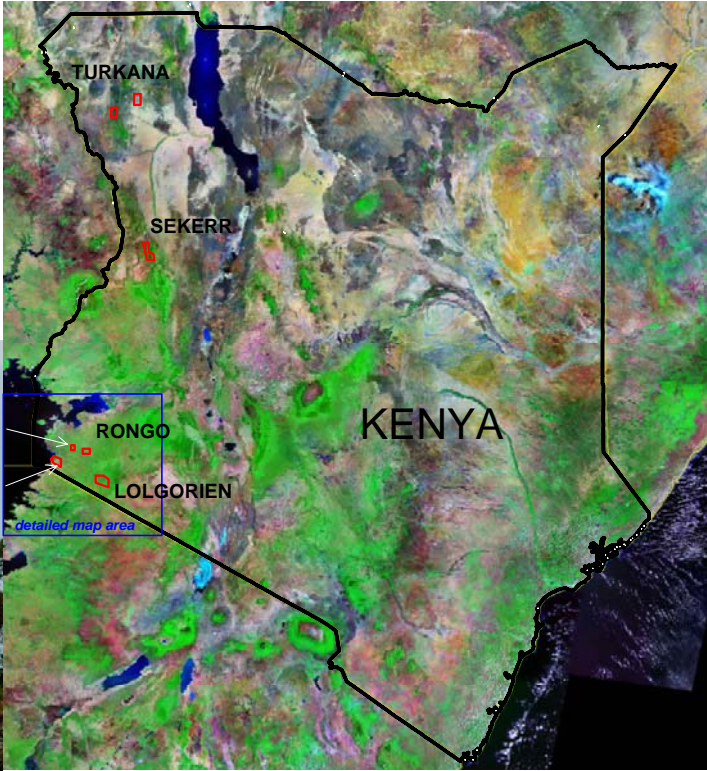 TURKANA
SEKERR
KENYA
RONGO
LOLGORIEN
detailed map area